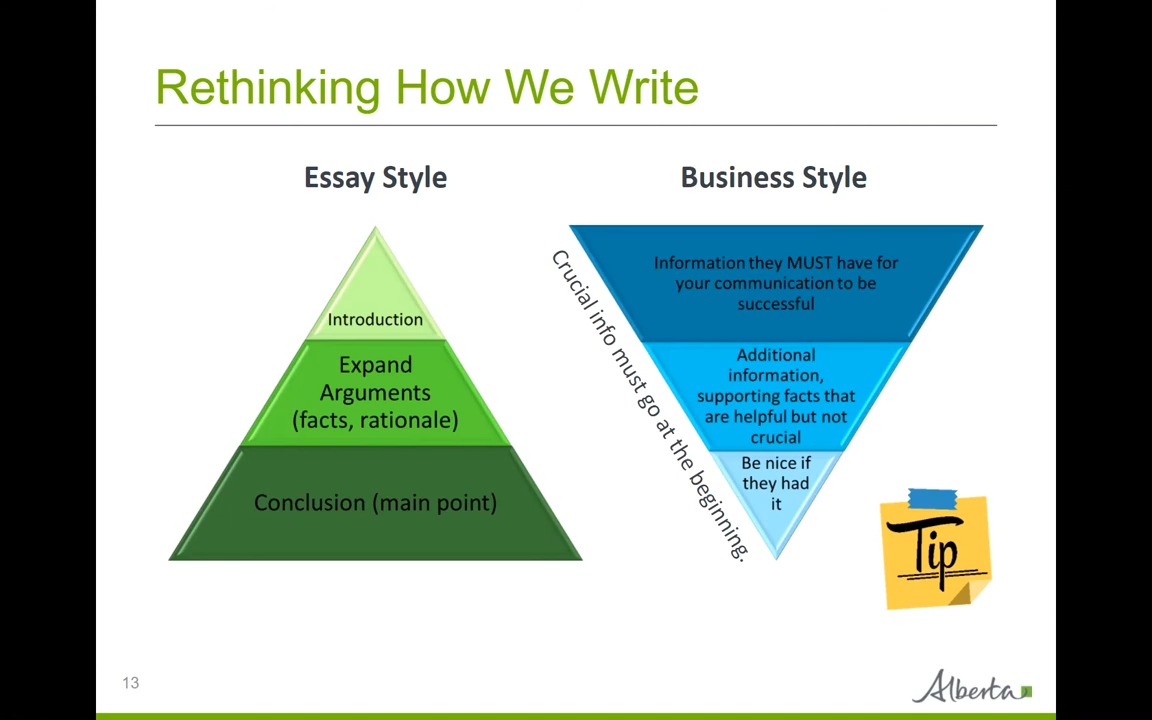 Rethinking How We Write
Essay Style
Introduction
Expand
Arguments
(facts, rationale)
Conclusion (main point)
Business Style
Crucial info must go at the beginning.
Information they MUST have for
your communication to be
successful
Additional
information,
supporting facts that
are helpful but not
crucial
Be nice if
they had
it
Tip
13
Alberta